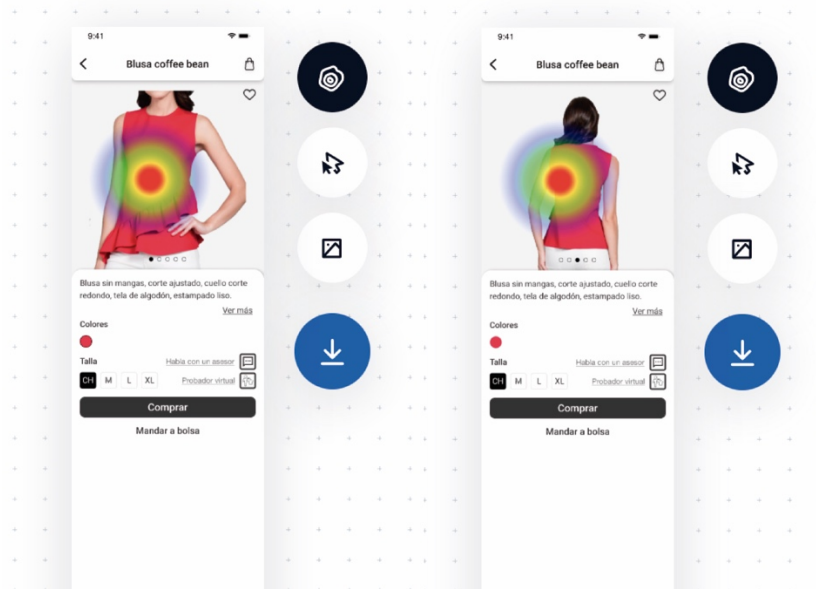 9:41
Blusa coffee bean
Blusa sin mangas, corte ajustado, cuello corte
redondo, tela de algodón, estampado liso.
Ver más
Colores
Talla
Habla con un asesor
CH M L XL
Probador virtual
Comprar
Mandar a bolsa
9:41
Blusa coffee bean
Blusa sin mangas, corte ajustado, cuello corte
redondo, tela de algodón, estampado liso.
Ver más
Colores
Talla
Habla con un asesor
CH M L XL
Probador virtual
Comprar
Mandar a bolsa